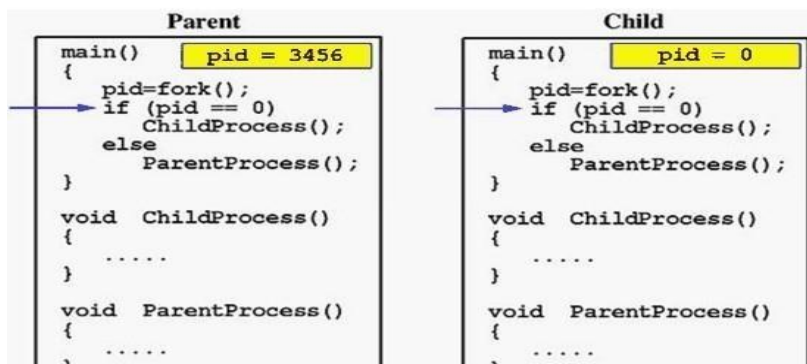 Parent
main() pid = 3456
{
pid=fork();
if (pid == 0)
ChildProcess();
else
ParentProcess();
}
void ChildProcess()
{
.....
}
void ParentProcess()
{
.....
}
Child
main() pid = 0
{
pid=fork();
if (pid == 0)
ChildProcess();
else
ParentProcess();
}
void ChildProcess()
{
.....
}
void ParentProcess()
{
.....
}